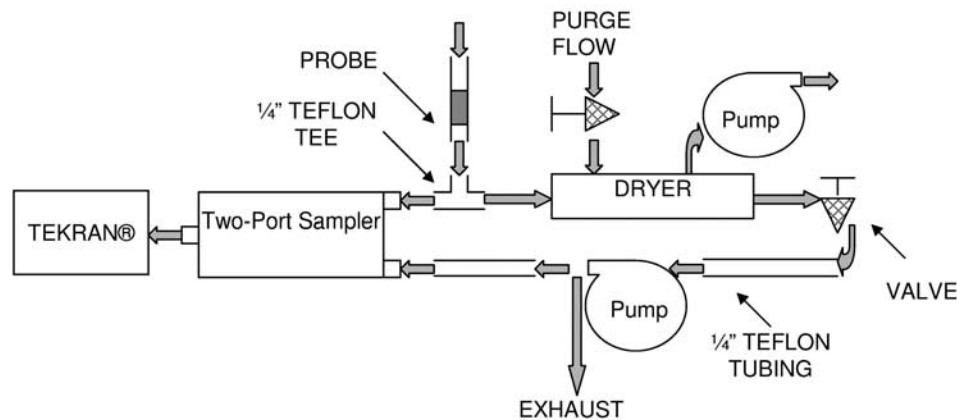 PURGE
FLOW
PROBE
¼" TEFLON
TEE
Pump
DRYER
Two-Port Sampler
TEKRAN®
VALVE
Pump
¼" TEFLON
TUBING
EXHAUST